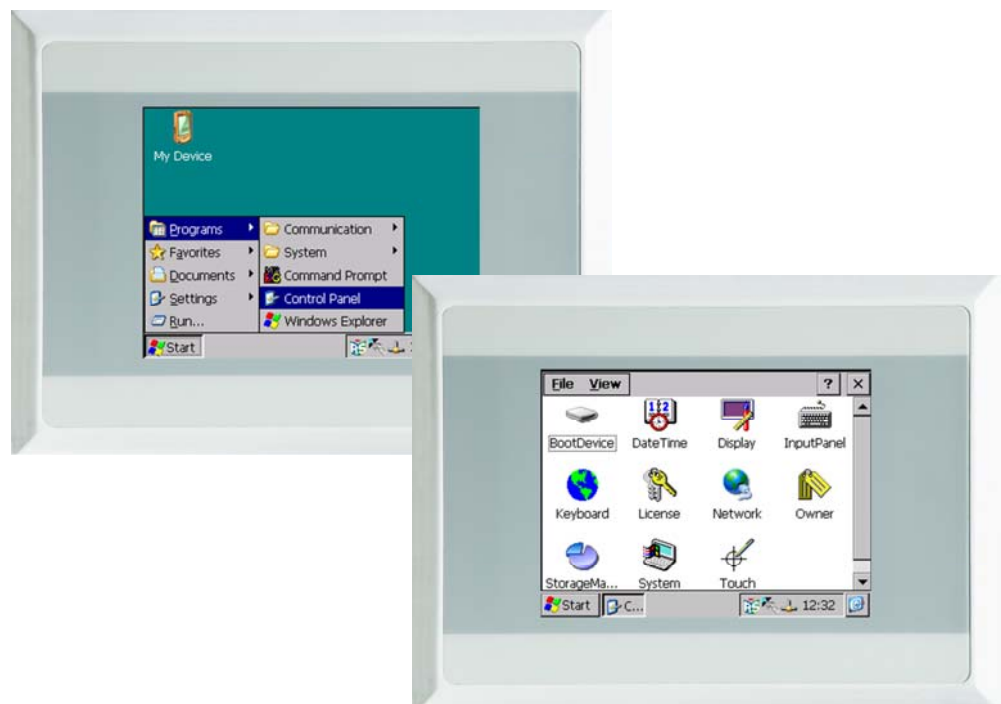 My Device
Programs
Favorites
Documents
Settings
Run...
Communication
System
Command Prompt
Control Panel
Windows Explorer
Start
File View ? ×
BootDevice DateTime Display InputPanel
Keyboard License Network Owner
StorageMa... System Touch
Start C... 12:32